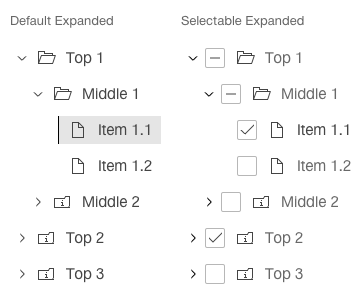 Default Expanded
Top 1
Middle 1
Item 1.1
Item 1.2
Middle 2
Top 2
Top 3
Selectable Expanded
Top 1
Middle 1
Item 1.1
Item 1.2
Middle 2
Top 2
Top 3